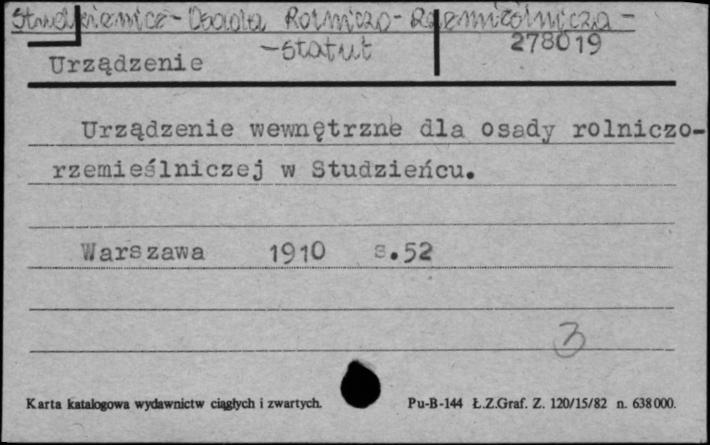 Studzieniec - Osada Rolniczo - Rzemieślnicza -
- statut
278019
Urządzenie
Urządzenie wewnętrzne dla osady rolniczo-
rzemieślniczej w Studzieńcu.
Warszawa 1910 s.52
3
Karta katalogowa wydawnictw ciągłych i zwartych. Pu-B-144 Ł.Z.Graf. Z. 120/15/82 n. 638000.